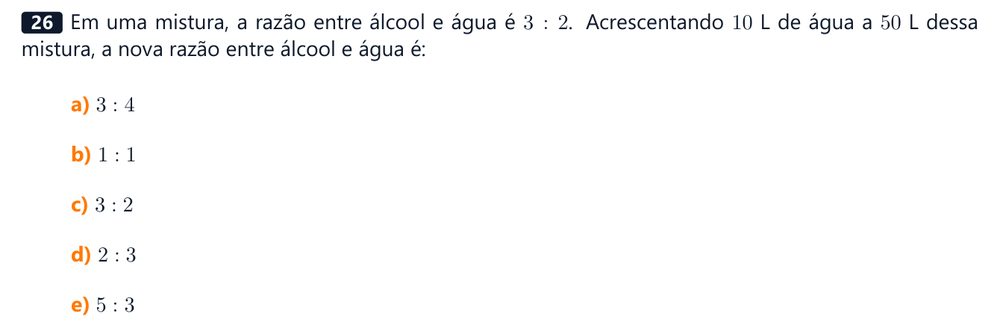 26 Em uma mistura, a razão entre álcool e água é 3 : 2. Acrescentando 10 L de água a 50 L dessa
mistura, a nova razão entre álcool e água é:
a) 3 : 4
b) 1 : 1
c) 3 : 2
d) 2 : 3
e) 5 : 3